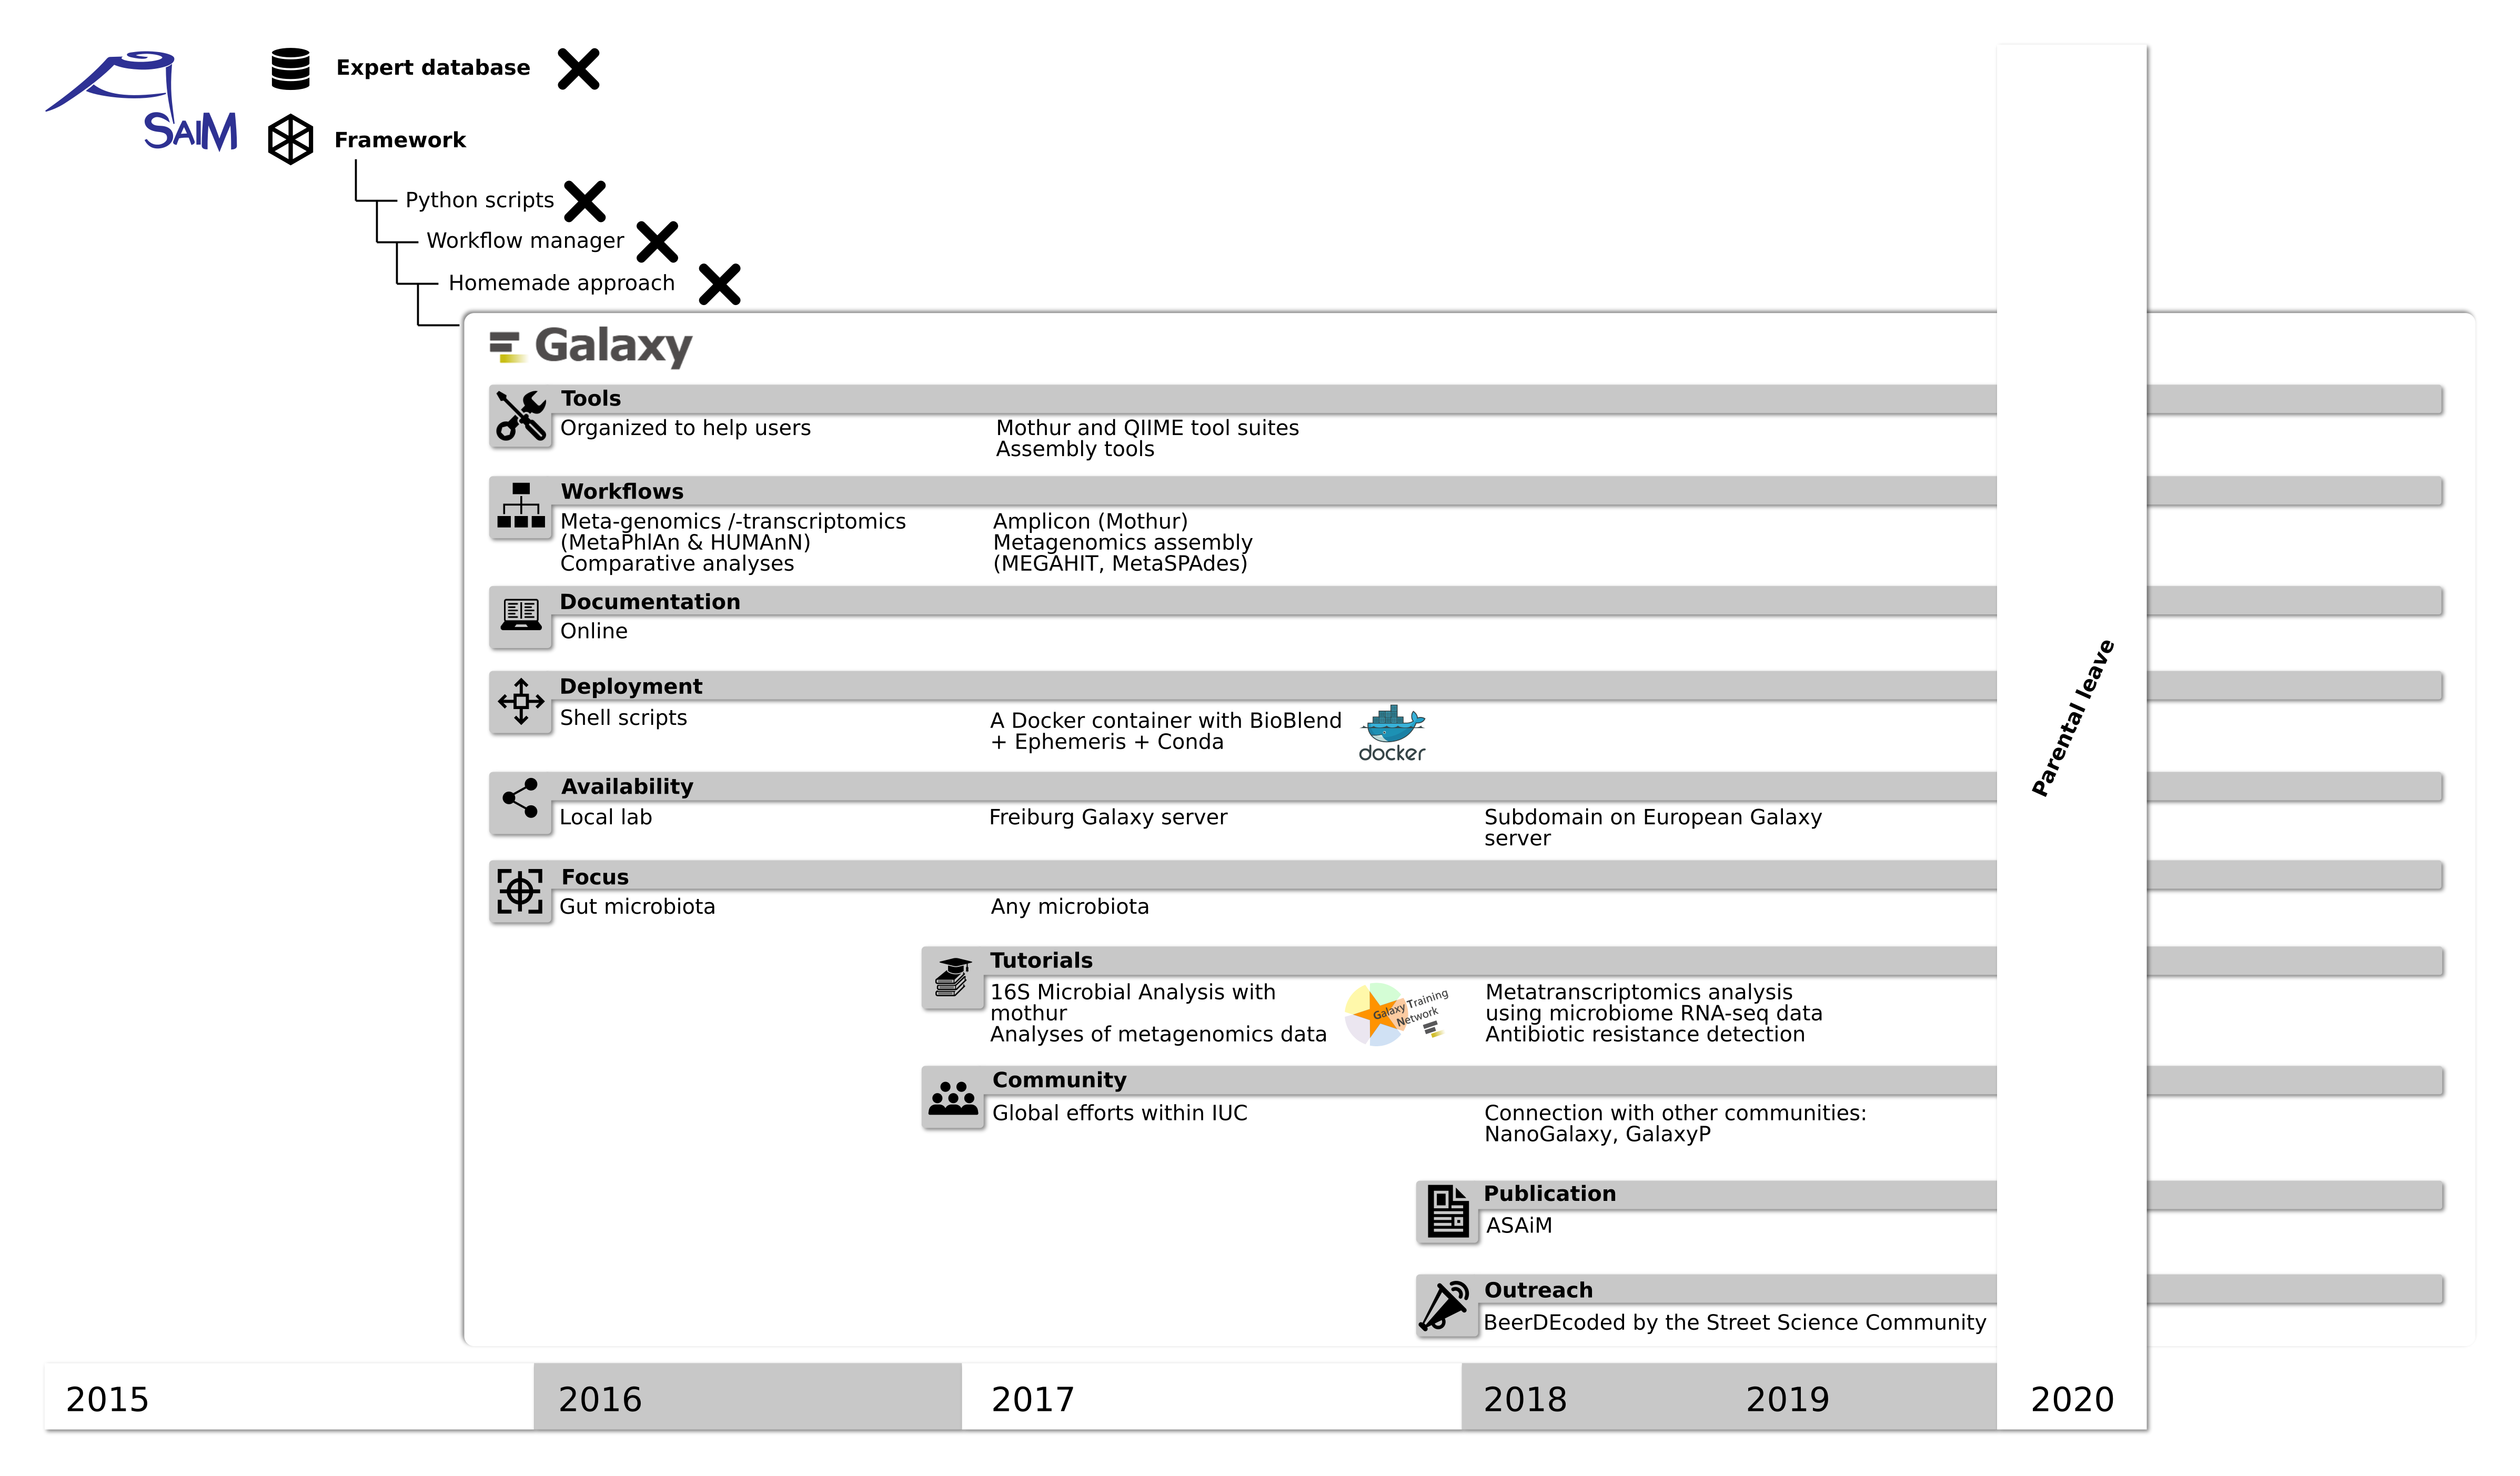 ASAIM
Expert database
Framework
Python scripts
Workflow manager
Homemade approach
Galaxy
Tools
Organized to help users
Mothur and QIIME tool suites
Assembly tools
Workflows
Meta-genomics /-transcriptomics
(MetaPhlAn & HUMAnN)
Comparative analyses
Amplicon (Mothur)
Metagenomics assembly
(MEGAHIT, MetaSPAdes)
Documentation
Online
Deployment
Shell scripts
A Docker container with BioBlend
+ Ephemeris + Conda
docker
Availability
Local lab
Freiburg Galaxy server
Subdomain on European Galaxy
server
Focus
Gut microbiota
Any microbiota
Tutorials
16S Microbial Analysis with
mothur
Analyses of metagenomics data
Galaxy Training
Network
Metatranscriptomics analysis
using microbiome RNA-seq data
Antibiotic resistance detection
Community
Global efforts within IUC
Connection with other communities:
NanoGalaxy, GalaxyP
Publication
ASAiM
Outreach
BeerDEcoded by the Street Science Community
Parental leave
2015
2016
2017
2018
2019
2020